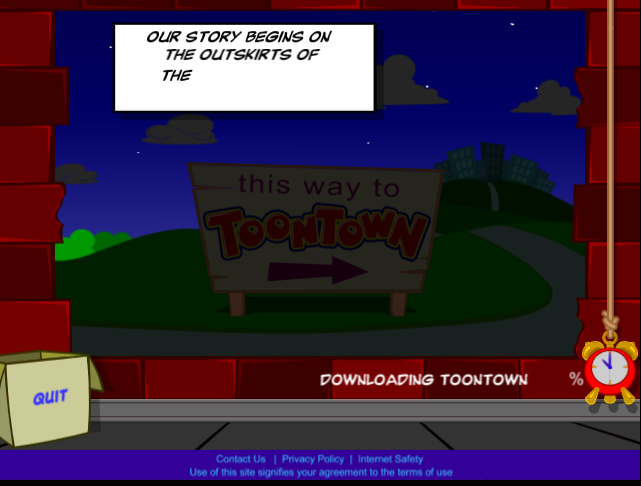 OUR STORY BEGINS ON
THE OUTSKIRTS OF
THE
this way to
TOONTOWN
QUIT
DOWNLOADING TOONTOWN %
Contact Us | Privacy Policy | Internet Safety
Use of this site signifies your agreement to the terms of use